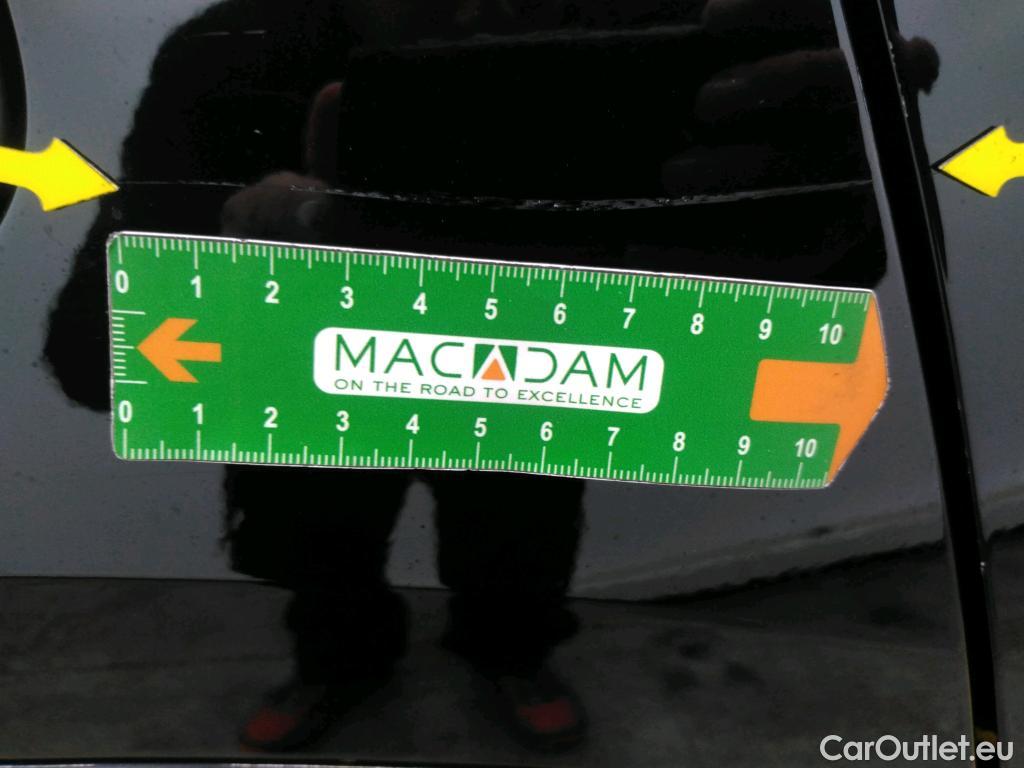 0 1 2 3 4 5 6 7 8 9 10
MACADAM
ON THE ROAD TO EXCELLENCE
0 1 2 3 4 5 6 7 8 9 10
CarOutlet.eu